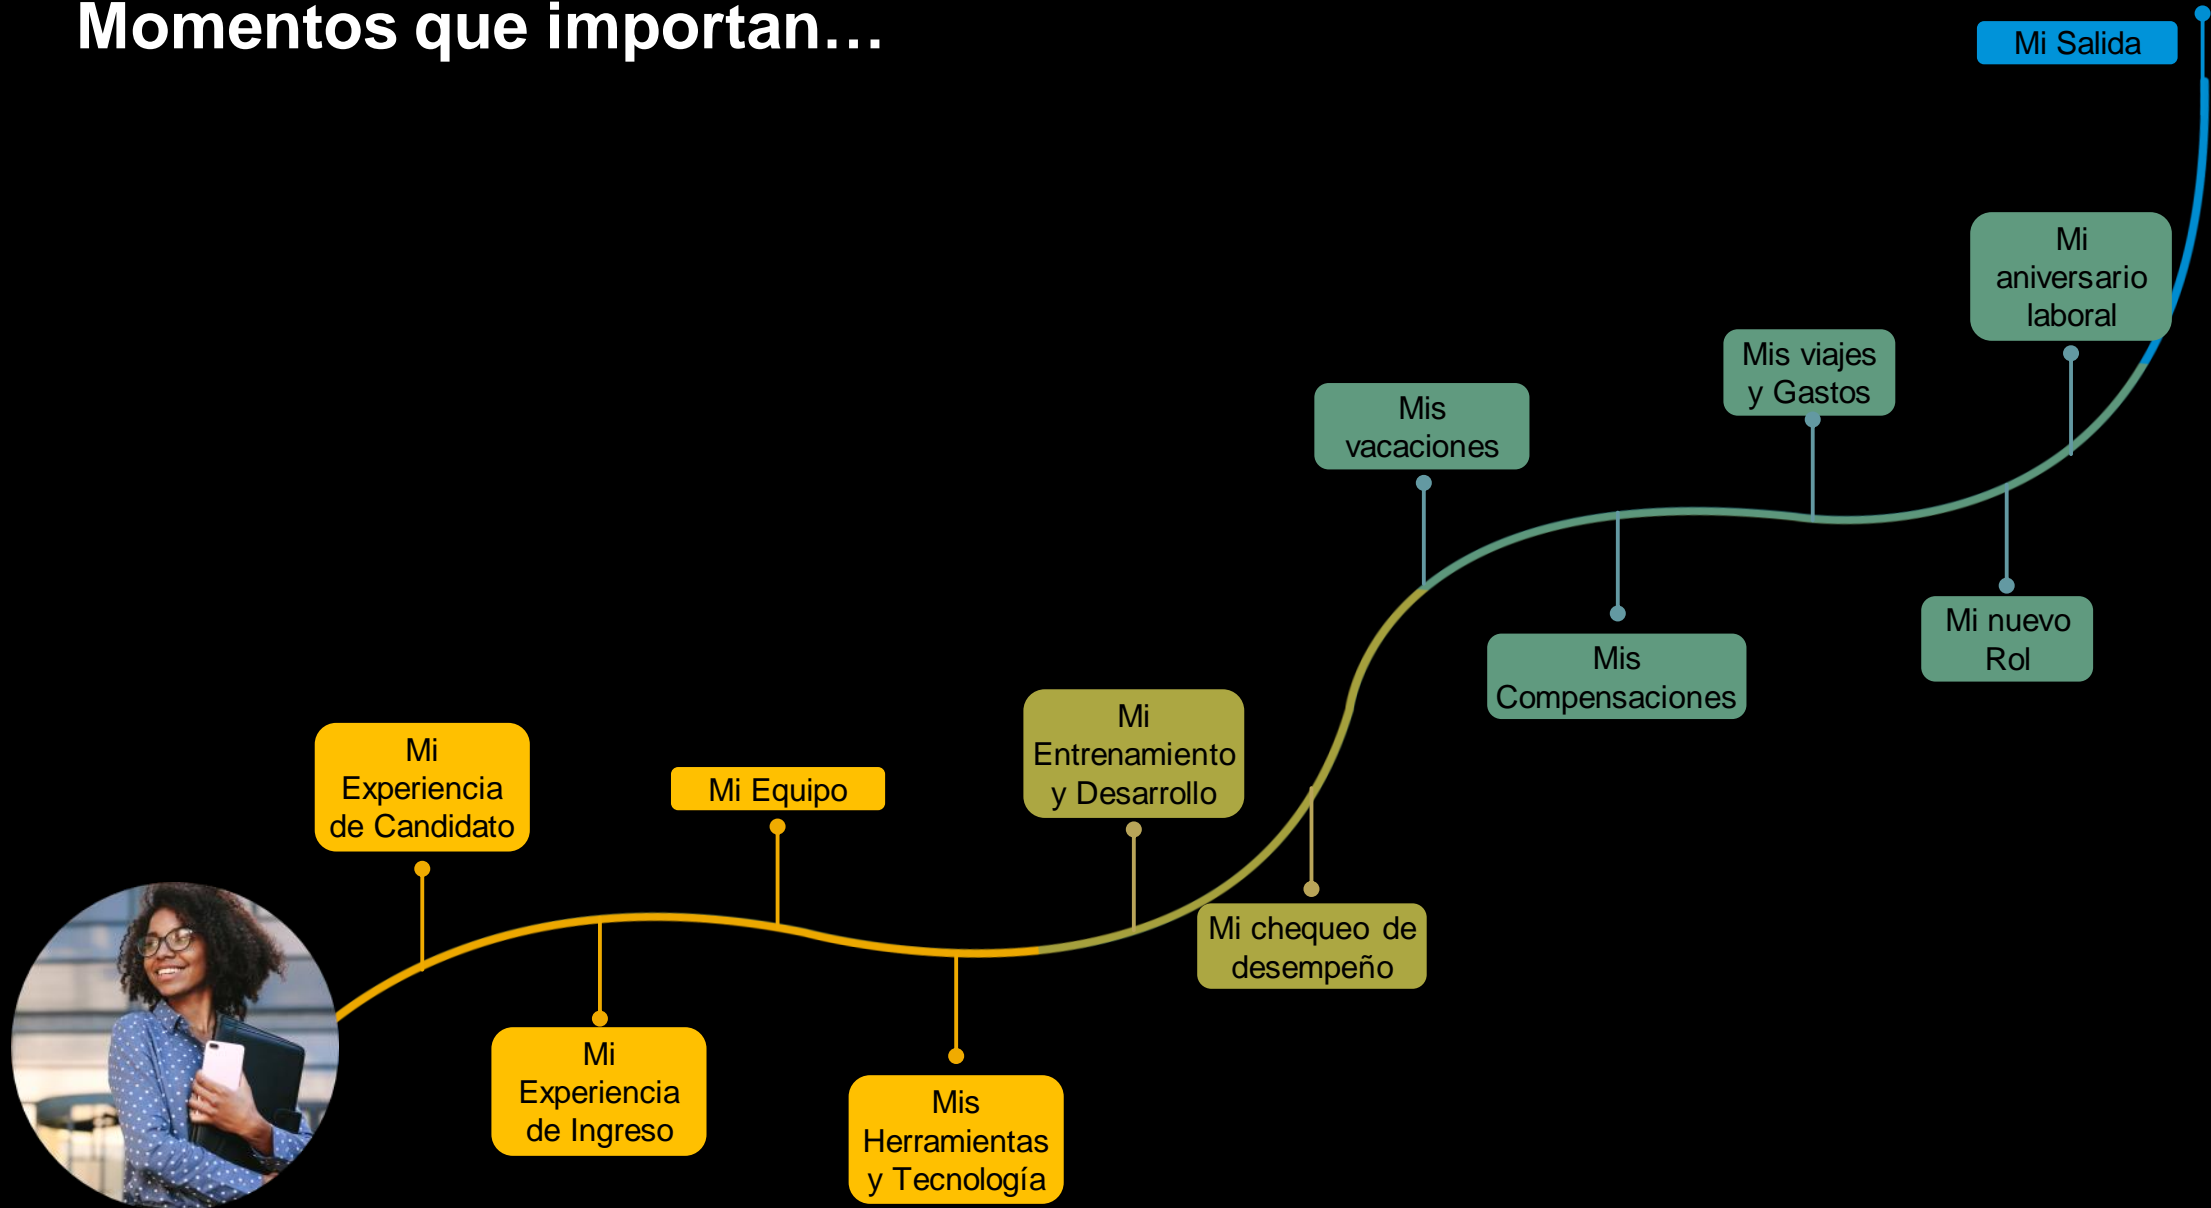 Momentos que importan…
Mi
Experiencia
de Candidato
Mi
Experiencia
de Ingreso
Mi Equipo
Mis
Herramientas
y Tecnología
Mi
Entrenamiento
y Desarrollo
Mi chequeo de
desempeño
Mis
vacaciones
Mis
Compensaciones
Mis viajes
y Gastos
Mi nuevo
Rol
Mi
aniversario
laboral
Mi Salida